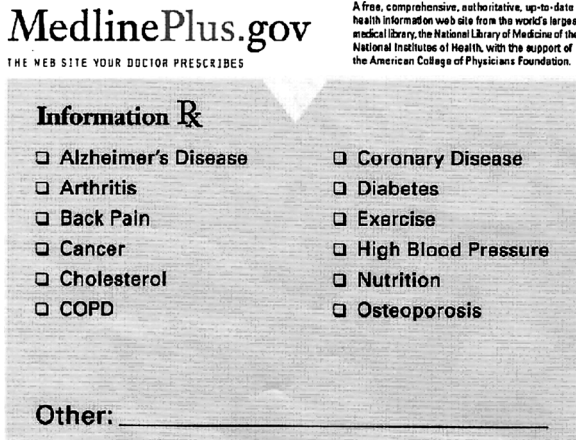 MedlinePlus.gov
THE WEB SITE YOUR DOCTOR PRESCRIBES
A free, comprehensive, authoritative, up-to-date
health information web site from the world's largest
medical library, the National Library of Medicine of the
National Institutes of Health, with the support of
the American College of Physicians Foundation.
Information ℞
❑ Alzheimer's Disease
❑ Arthritis
❑ Back Pain
❑ Cancer
❑ Cholesterol
❑ COPD
❑ Coronary Disease
❑ Diabetes
❑ Exercise
❑ High Blood Pressure
❑ Nutrition
❑ Osteoporosis
Other: